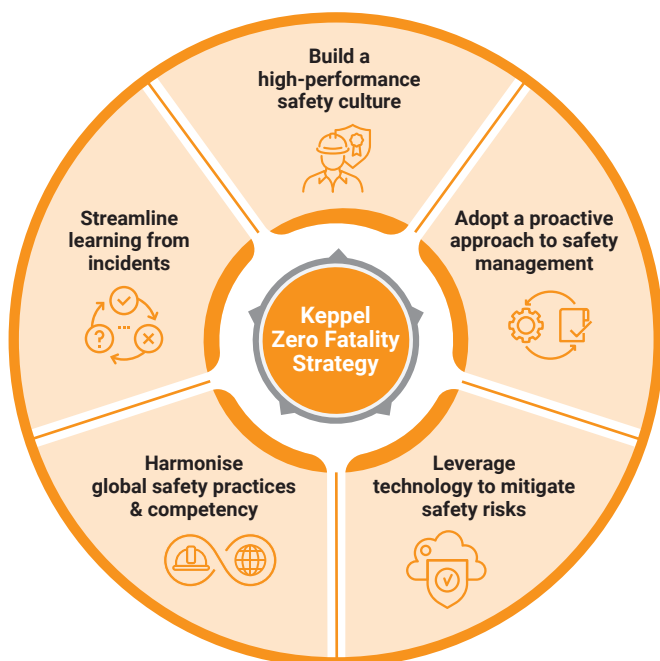 Build a
high-performance
safety culture
Adopt a proactive
approach to safety
management
Leverage
technology to mitigate
safety risks
Harmonise
global safety practices
& competency
Streamline
learning from
incidents
Keppel
Zero Fatality
Strategy